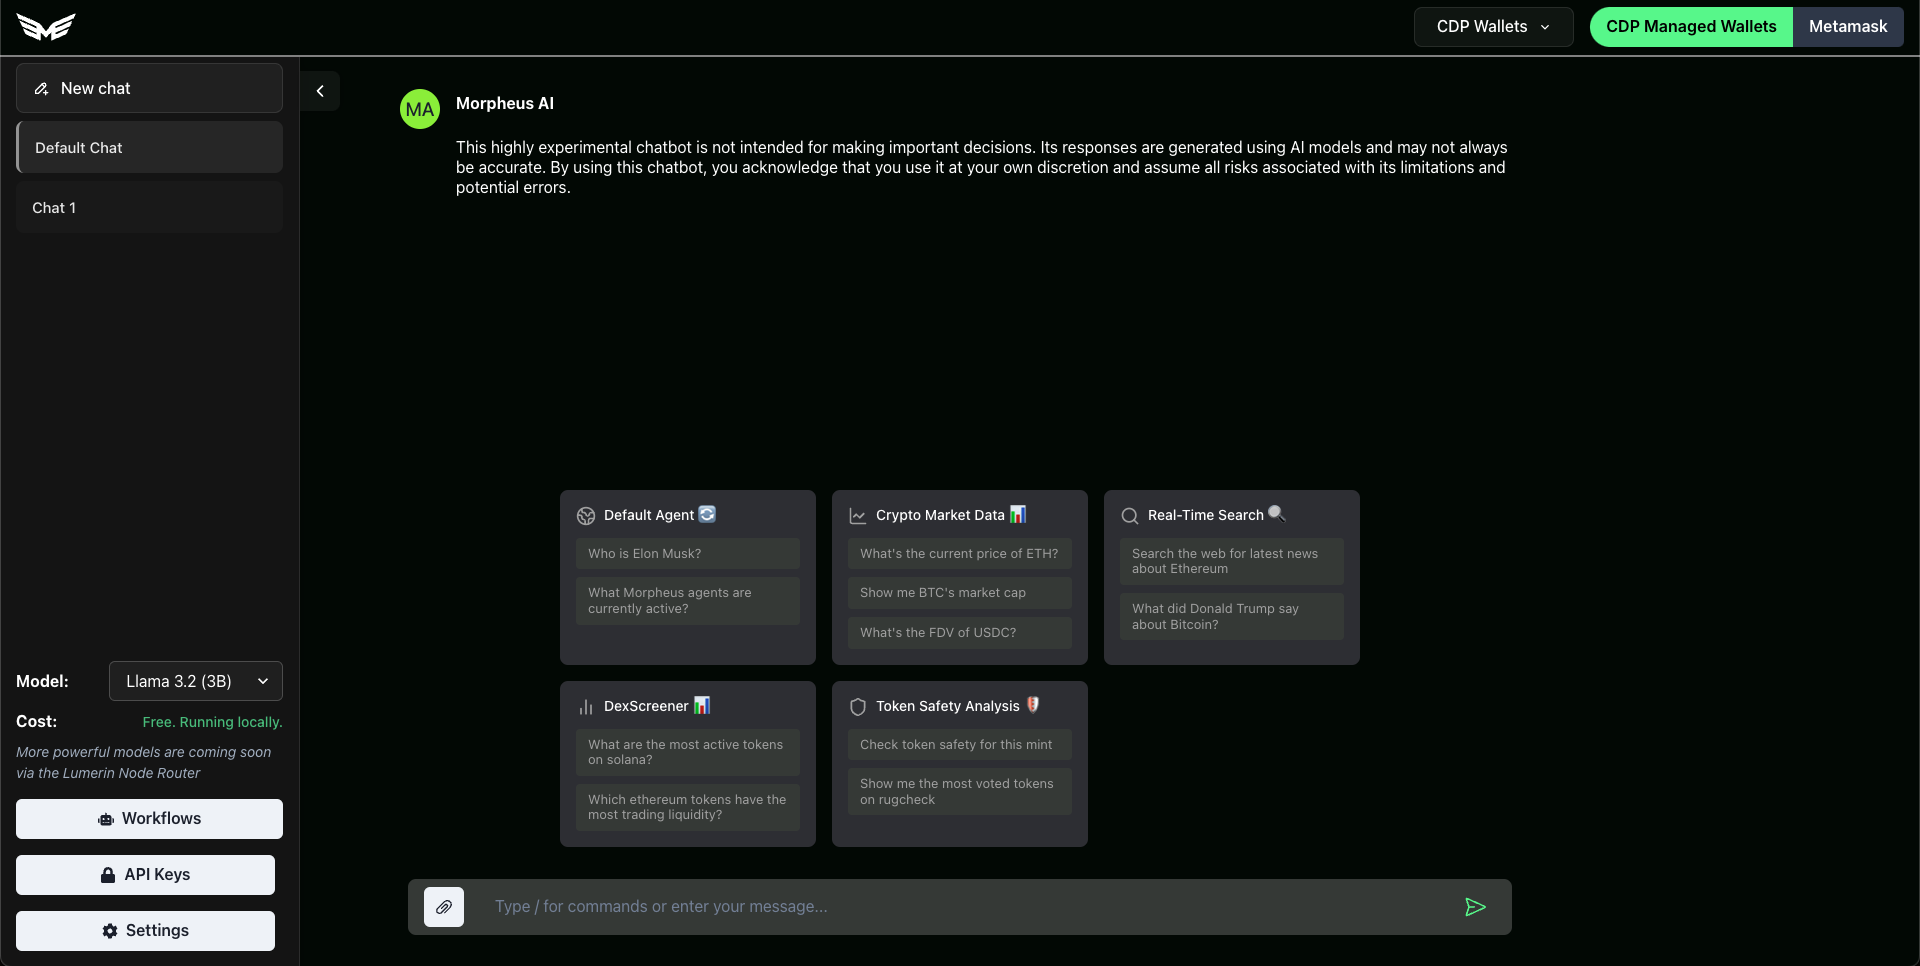 CDP Wallets
CDP Managed Wallets
Metamask
New chat
Default Chat
Chat 1
Model:
Llama 3.2 (3B)
Cost:
Free. Running locally.
More powerful models are coming soon
via the Lumerin Node Router
Workflows
API Keys
Settings
MA
Morpheus AI
This highly experimental chatbot is not intended for making important decisions. Its responses are generated using AI models and may not always
be accurate. By using this chatbot, you acknowledge that you use it at your own discretion and assume all risks associated with its limitations and
potential errors.
Default Agent
Who is Elon Musk?
What Morpheus agents are
currently active?
Crypto Market Data
What's the current price of ETH?
Show me BTC's market cap
What's the FDV of USDC?
Real-Time Search
Search the web for latest news
about Ethereum
What did Donald Trump say
about Bitcoin?
DexScreener
What are the most active tokens
on solana?
Which ethereum tokens have the
most trading liquidity?
Token Safety Analysis
Check token safety for this mint
Show me the most voted tokens
on rugcheck
Type / for commands or enter your message...